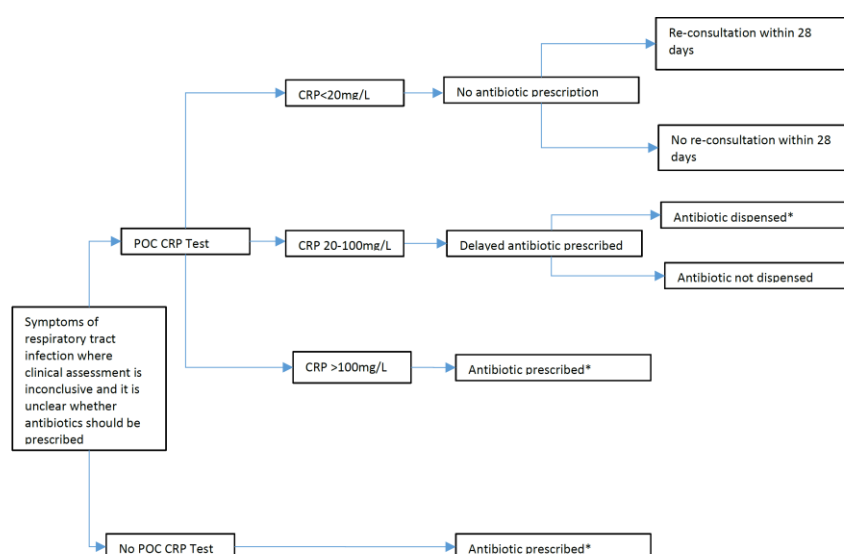 Re-consultation within 28
days
CRP<20mg/L
No antibiotic prescription
No re-consultation within 28
days
Antibiotic dispensed*
POC CRP Test
CRP 20-100mg/L
Delayed antibiotic prescribed
Antibiotic not dispensed
Symptoms of
respiratory tract
infection where
clinical assessment is
inconclusive and it is
unclear whether
antibiotics should be
prescribed
CRP >100mg/L
Antibiotic prescribed*
No POC CRP Test
Antibiotic prescribed*